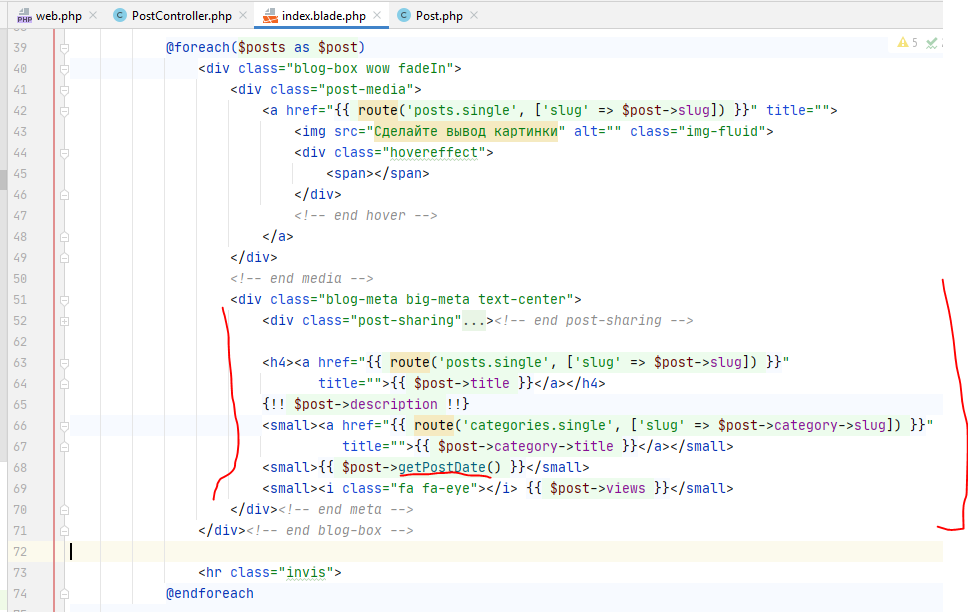 web.php PostController.php index.blade.php Post.php
39 @foreach($posts as $post)
40 <div class="blog-box wow fadeIn">
41 <div class="post-media">
42 <a href="{{ route('posts.single', ['slug' => $post->slug]) }}" title="">
43 <img src="Сделайте вывод картинки" alt="" class="img-fluid">
44 <div class="hovereffect">
45 <span></span>
46 </div>
47 <!-- end hover -->
48 </a>
49 </div>
50 <!-- end media -->
51 <div class="blog-meta big-meta text-center">
52 <div class="post-sharing"...><!-- end post-sharing -->
62
63 <h4><a href="{{ route('posts.single', ['slug' => $post->slug]) }}"
64 title="">{{ $post->title }}</a></h4>
65 {!! $post->description !!}
66 <small><a href="{{ route('categories.single', ['slug' => $post->category->slug]) }}"
67 title="">{{ $post->category->title }}</a></small>
68 <small>{{ $post->getPostDate() }}</small>
69 <small><i class="fa fa-eye"></i> {{ $post->views }}</small>
70 </div><!-- end meta -->
71 </div><!-- end blog-box -->
72
73 <hr class="invis">
74 @endforeach
5